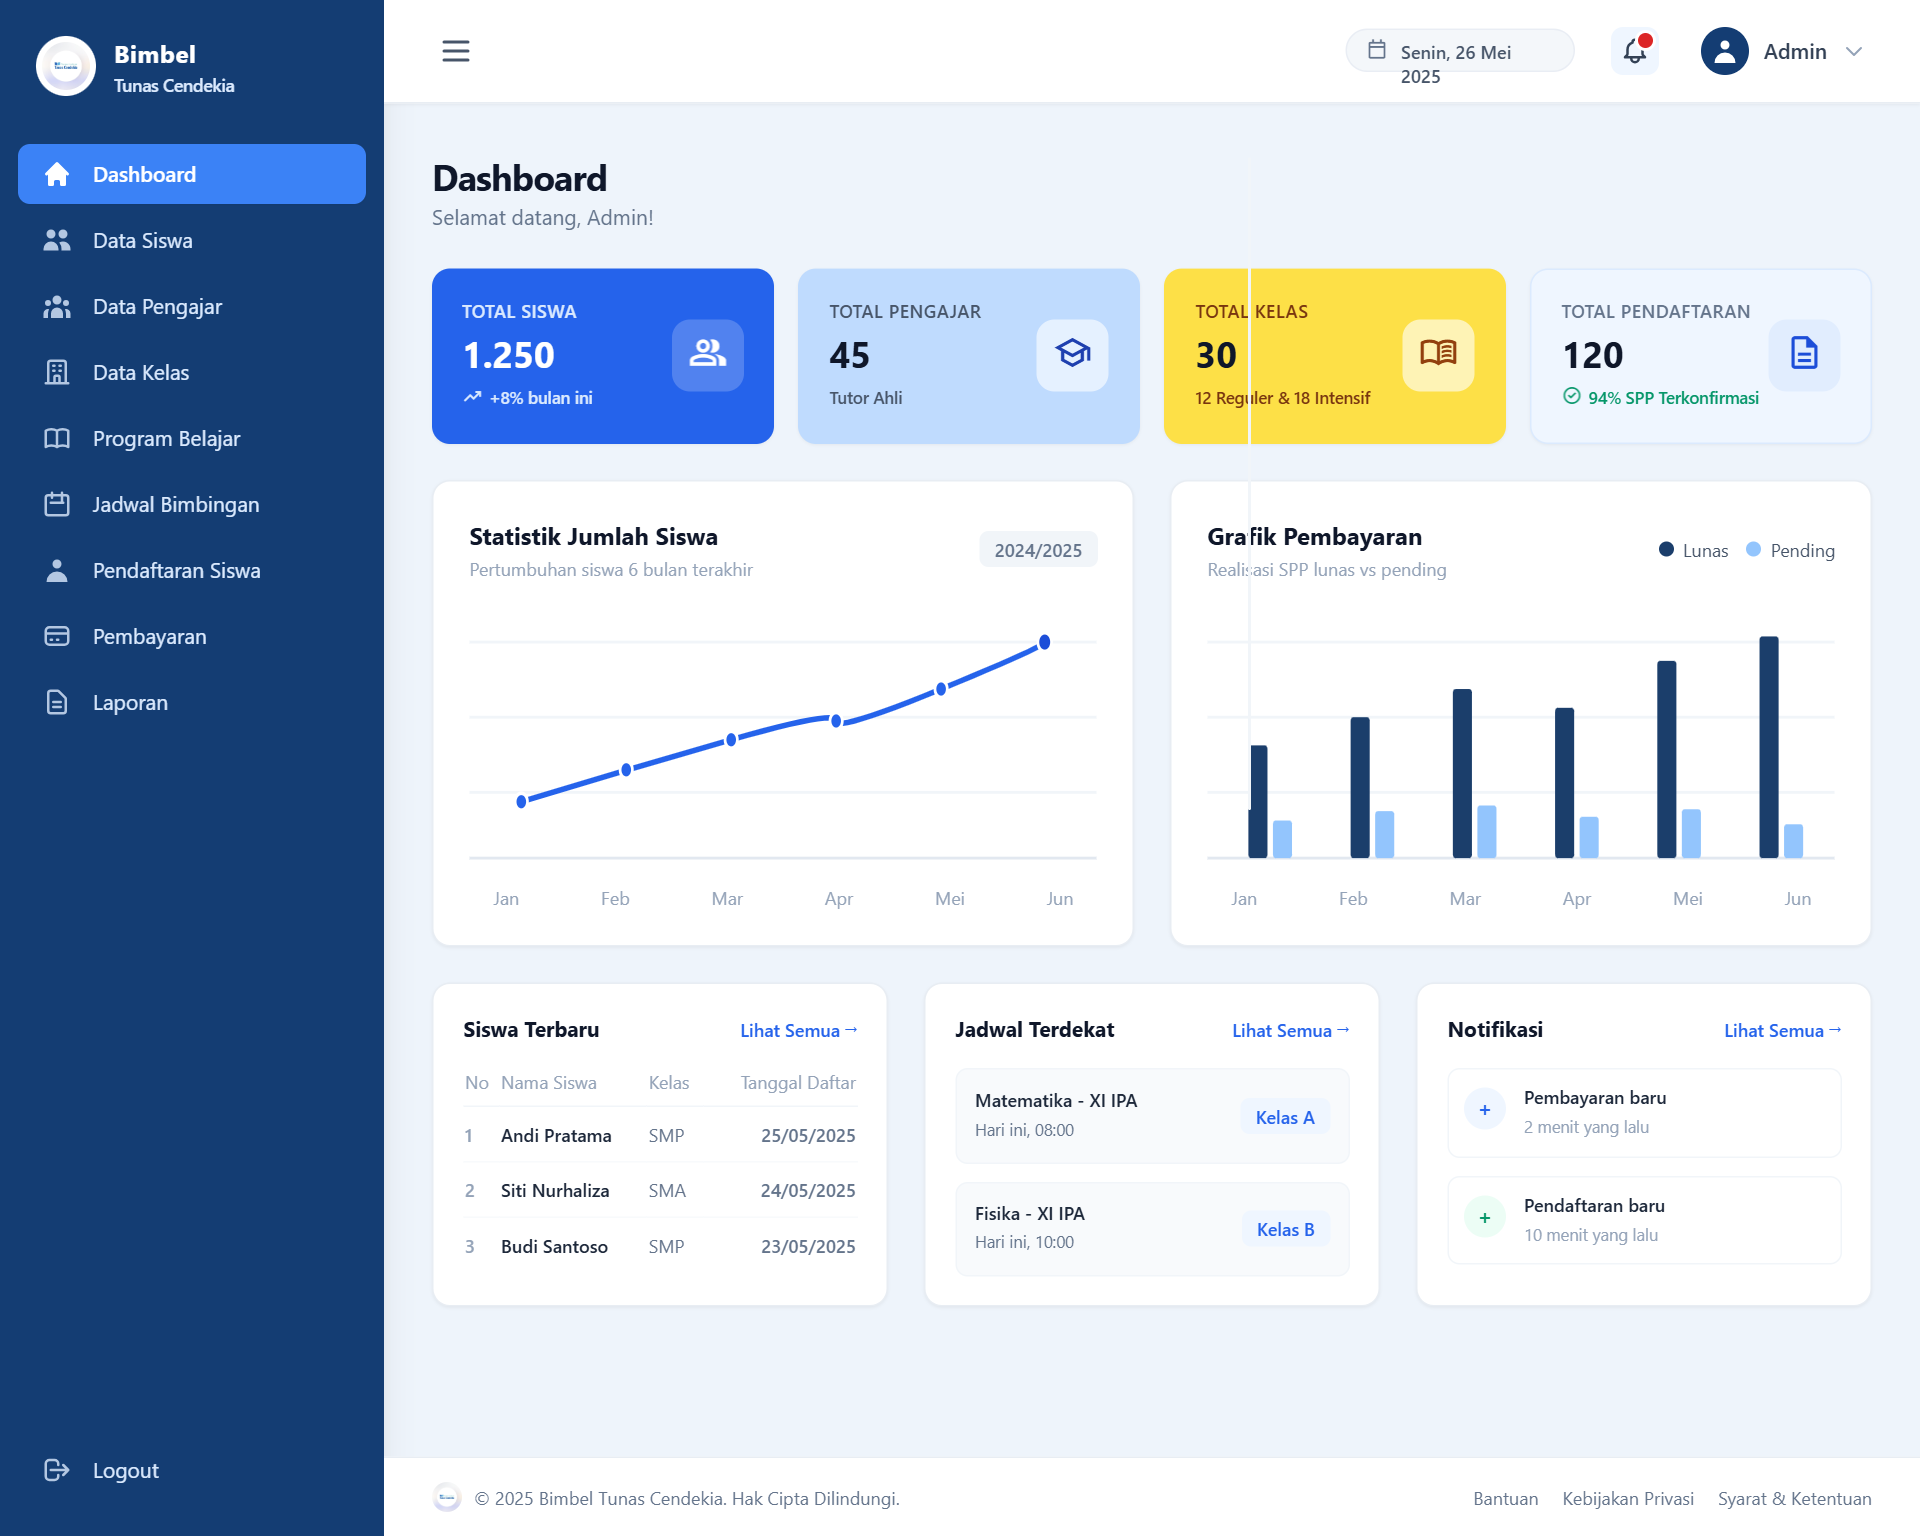 Bimbel
Tunas Cendekia
Dashboard
Data Siswa
Data Pengajar
Data Kelas
Program Belajar
Jadwal Bimbingan
Pendaftaran Siswa
Pembayaran
Laporan
Logout
Senin, 26 Mei
2025
Admin
Dashboard
Selamat datang, Admin!
TOTAL SISWA
1.250
+8% bulan ini
TOTAL PENGAJAR
45
Tutor Ahli
TOTAL KELAS
30
12 Reguler & 18 Intensif
TOTAL PENDAFTARAN
120
94% SPP Terkonfirmasi
Statistik Jumlah Siswa
Pertumbuhan siswa 6 bulan terakhir
2024/2025
Jan Feb Mar Apr Mei Jun
Grafik Pembayaran
Realisasi SPP lunas vs pending
Lunas Pending
Jan Feb Mar Apr Mei Jun
Siswa Terbaru
Lihat Semua →
No Nama Siswa Kelas Tanggal Daftar
1 Andi Pratama SMP 25/05/2025
2 Siti Nurhaliza SMA 24/05/2025
3 Budi Santoso SMP 23/05/2025
Jadwal Terdekat
Lihat Semua →
Matematika - XI IPA
Hari ini, 08:00
Kelas A
Fisika - XI IPA
Hari ini, 10:00
Kelas B
Notifikasi
Lihat Semua →
+
Pembayaran baru
2 menit yang lalu
+
Pendaftaran baru
10 menit yang lalu
© 2025 Bimbel Tunas Cendekia. Hak Cipta Dilindungi.
Bantuan Kebijakan Privasi Syarat & Ketentuan